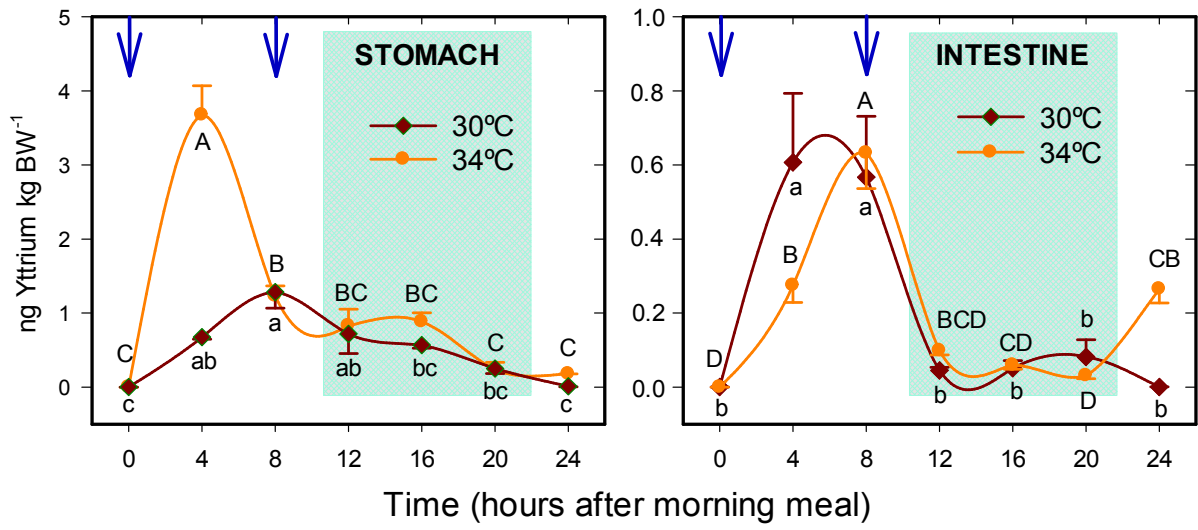 ng Yttrium kg BW-1
5
4
3
2
1
0
STOMACH
30ºC
34ºC
A
B
BC
BC
C
C
C
c
ab
a
ab
bc
bc
c
0
4
8
12
16
20
24
1.0
0.8
0.6
0.4
0.2
0.0
INTESTINE
30ºC
34ºC
A
a
a
B
CB
BCD
CD
b
D
b
b
b
D
b
0
4
8
12
16
20
24
Time (hours after morning meal)